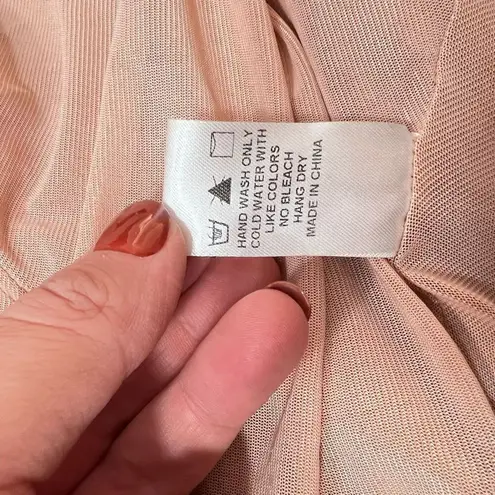 HAND WASH ONLY
COLD WATER WITH
LIKE COLORS
NO BLEACH
HANG DRY
MADE IN CHINA